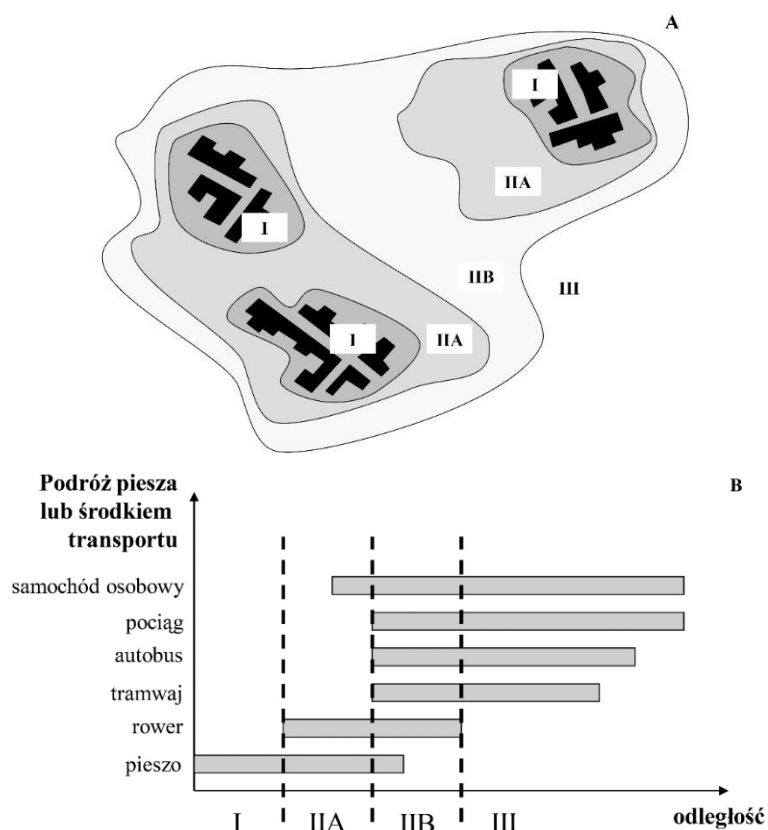 A
I
IIA
I
IIB
III
I
IIA
B
Podróż piesza
lub środkiem
transportu
samochód osobowy
pociąg
autobus
tramwaj
rower
pieszo
I IIA IIB III odległość